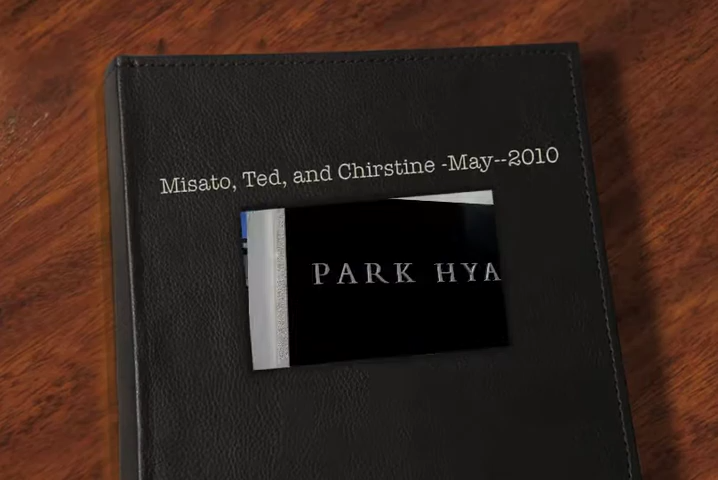 Misato, Ted, and Chirstine -May--2010
PARK HYA